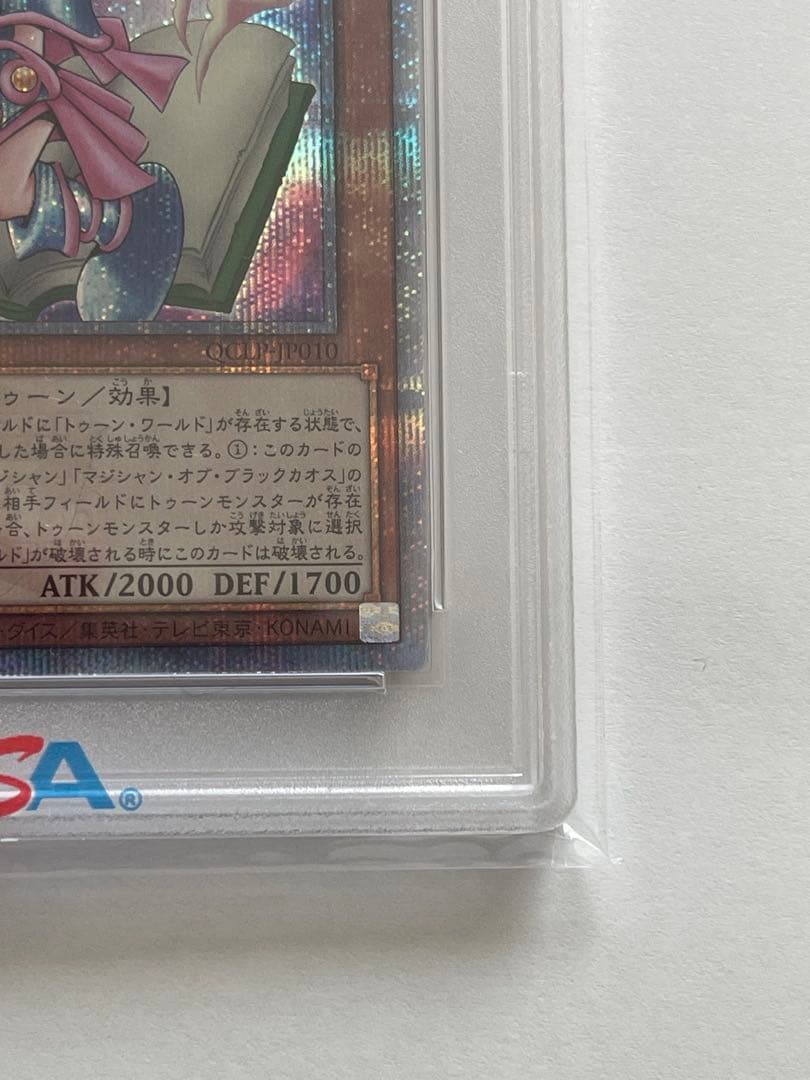 QCLP-JP010
ゥーン／効果】
ルドに「トゥーン・ワールド」が存在する状態で、
した場合に特殊召喚できる。①：このカードの
ジシャン」「マジシャン・オブ・ブラックカオス」の
相手フィールドにトゥーンモンスターが存在
合、トゥーンモンスターしか攻撃対象に選択
ルド」が破壊される時にこのカードは破壊される。
ATK/2000 DEF/1700
・ダイス／集英社・テレビ東京・KONAMI
SA®